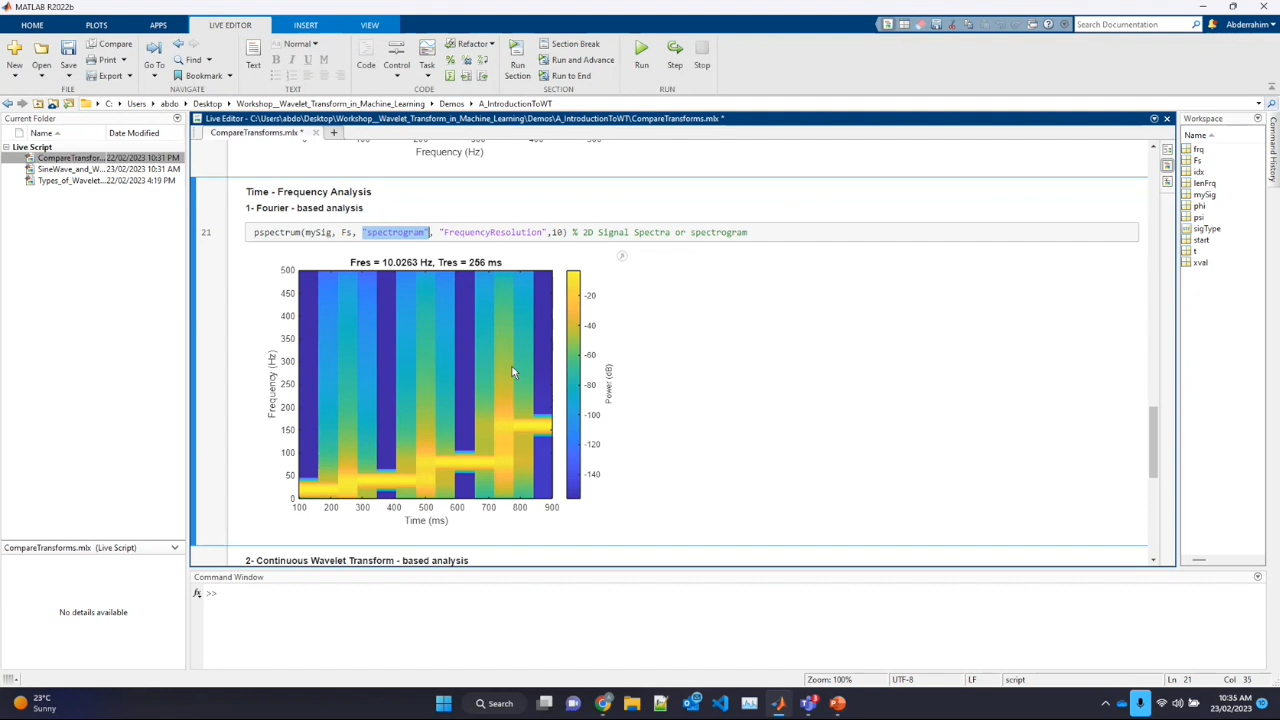 MATLAB R2022b
HOME
PLOTS
APPS
LIVE EDITOR
INSERT
VIEW
Search Documentation
Abderrahim
New
Open
Save
Compare
Print
Export
FILE
Go To
Find
Bookmark
NAVIGATE
Text
Normal
B I U M
TEXT
Code
Control
Task
Refactor
CODE
Run Section
Section Break
Run and Advance
Run to End
SECTION
Run
Step
Stop
RUN
C: Users abdo Desktop Workshop__Wavelet_Transform_in_Machine_Learning Demos A_IntroductionToWT
Current Folder
Name
Date Modified
Live Script
CompareTransfor... 22/02/2023 10:31 PM
SineWave_and_W... 23/02/2023 10:31 AM
Types_of_Wavelet... 22/02/2023 4:19 PM
CompareTransforms.mlx (Live Script)
No details available
Live Editor - C:\Users\abdo\Desktop\Workshop__Wavelet_Transform_in_Machine_Learning\Demos\A_IntroductionToWT\CompareTransforms.mlx *
CompareTransforms.mlx *
Frequency (Hz)
Time - Frequency Analysis
1- Fourier - based analysis
21
pspectrum(mySig, Fs, "spectrogram", "FrequencyResolution",10) % 2D Signal Spectra or spectrogram
Fres = 10.0263 Hz, Tres = 256 ms
500
450
400
350
300
250
200
150
100
50
0
Frequency (Hz)
100 200 300 400 500 600 700 800 900
Time (ms)
-20
-40
-60
-80
-100
-120
-140
Power (dB)
2- Continuous Wavelet Transform - based analysis
Command Window
fx >>
Workspace
Name
frq
Fs
idx
lenFrq
mySig
phi
psi
sigType
start
t
xval
Command History
Zoom: 100%
UTF-8
LF
script
Ln 21
Col 35
23°C
Sunny
Search
10:35 AM
23/02/2023